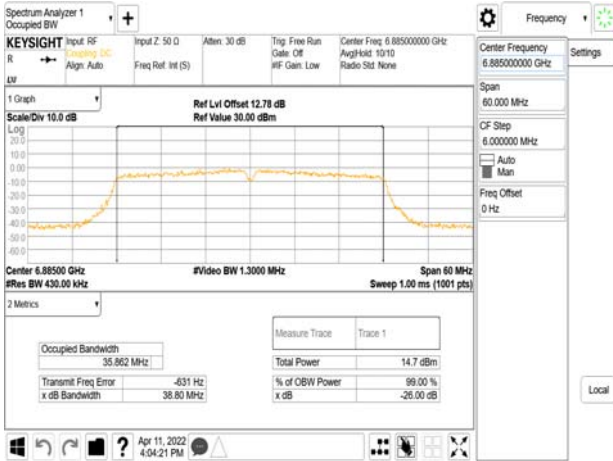 Spectrum Analyzer 1
Occupied BW
Frequency
KEYSIGHT
Input: RF
Coupling: DC
Align: Auto
Input Z: 50 Ω
Freq Ref: Int (S)
Atten: 30 dB
Trig: Free Run
Gate: Off
#IF Gain: Low
Center Freq: 6.885000000 GHz
Avg|Hold: 10/10
Radio Std: None
R
LXI
Center Frequency
6.885000000 GHz
Settings
Span
60.000 MHz
CF Step
6.000000 MHz
Auto
Man
Freq Offset
0 Hz
Local
1 Graph
Scale/Div 10.0 dB
Ref Lvl Offset 12.78 dB
Ref Value 30.00 dBm
Log
20.0
10.0
0.00
-10.0
-20.0
-30.0
-40.0
-50.0
-60.0
Center 6.88500 GHz
#Res BW 430.00 kHz
#Video BW 1.3000 MHz
Span 60 MHz
Sweep 1.00 ms (1001 pts)
2 Metrics
Measure Trace Trace 1
Occupied Bandwidth
35.862 MHz
Total Power 14.7 dBm
Transmit Freq Error -631 Hz
% of OBW Power 99.00 %
x dB Bandwidth 38.80 MHz
x dB -26.00 dB
Apr 11, 2022
4:04:21 PM